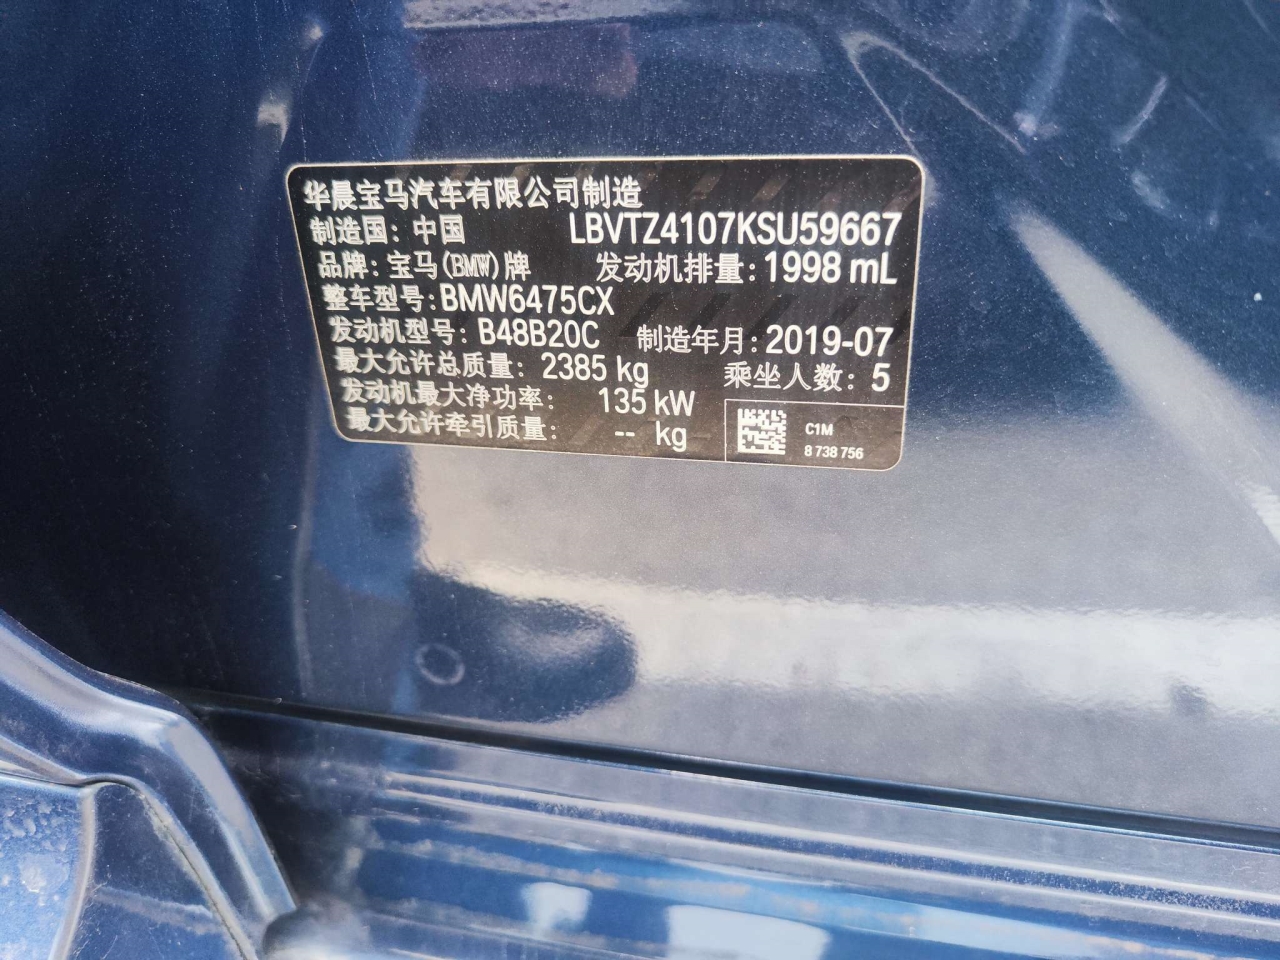 华晨宝马汽车有限公司制造
制造国：中国 LBVTZ4107KSU59667
品牌：宝马(BMW)牌 发动机排量：1998 mL
整车型号：BMW6475CX
发动机型号：B48B20C 制造年月：2019-07
最大允许总质量：2385 kg 乘坐人数：5
发动机最大净功率：135 kW
最大允许牵引质量：-- kg
C1M
8 738 756